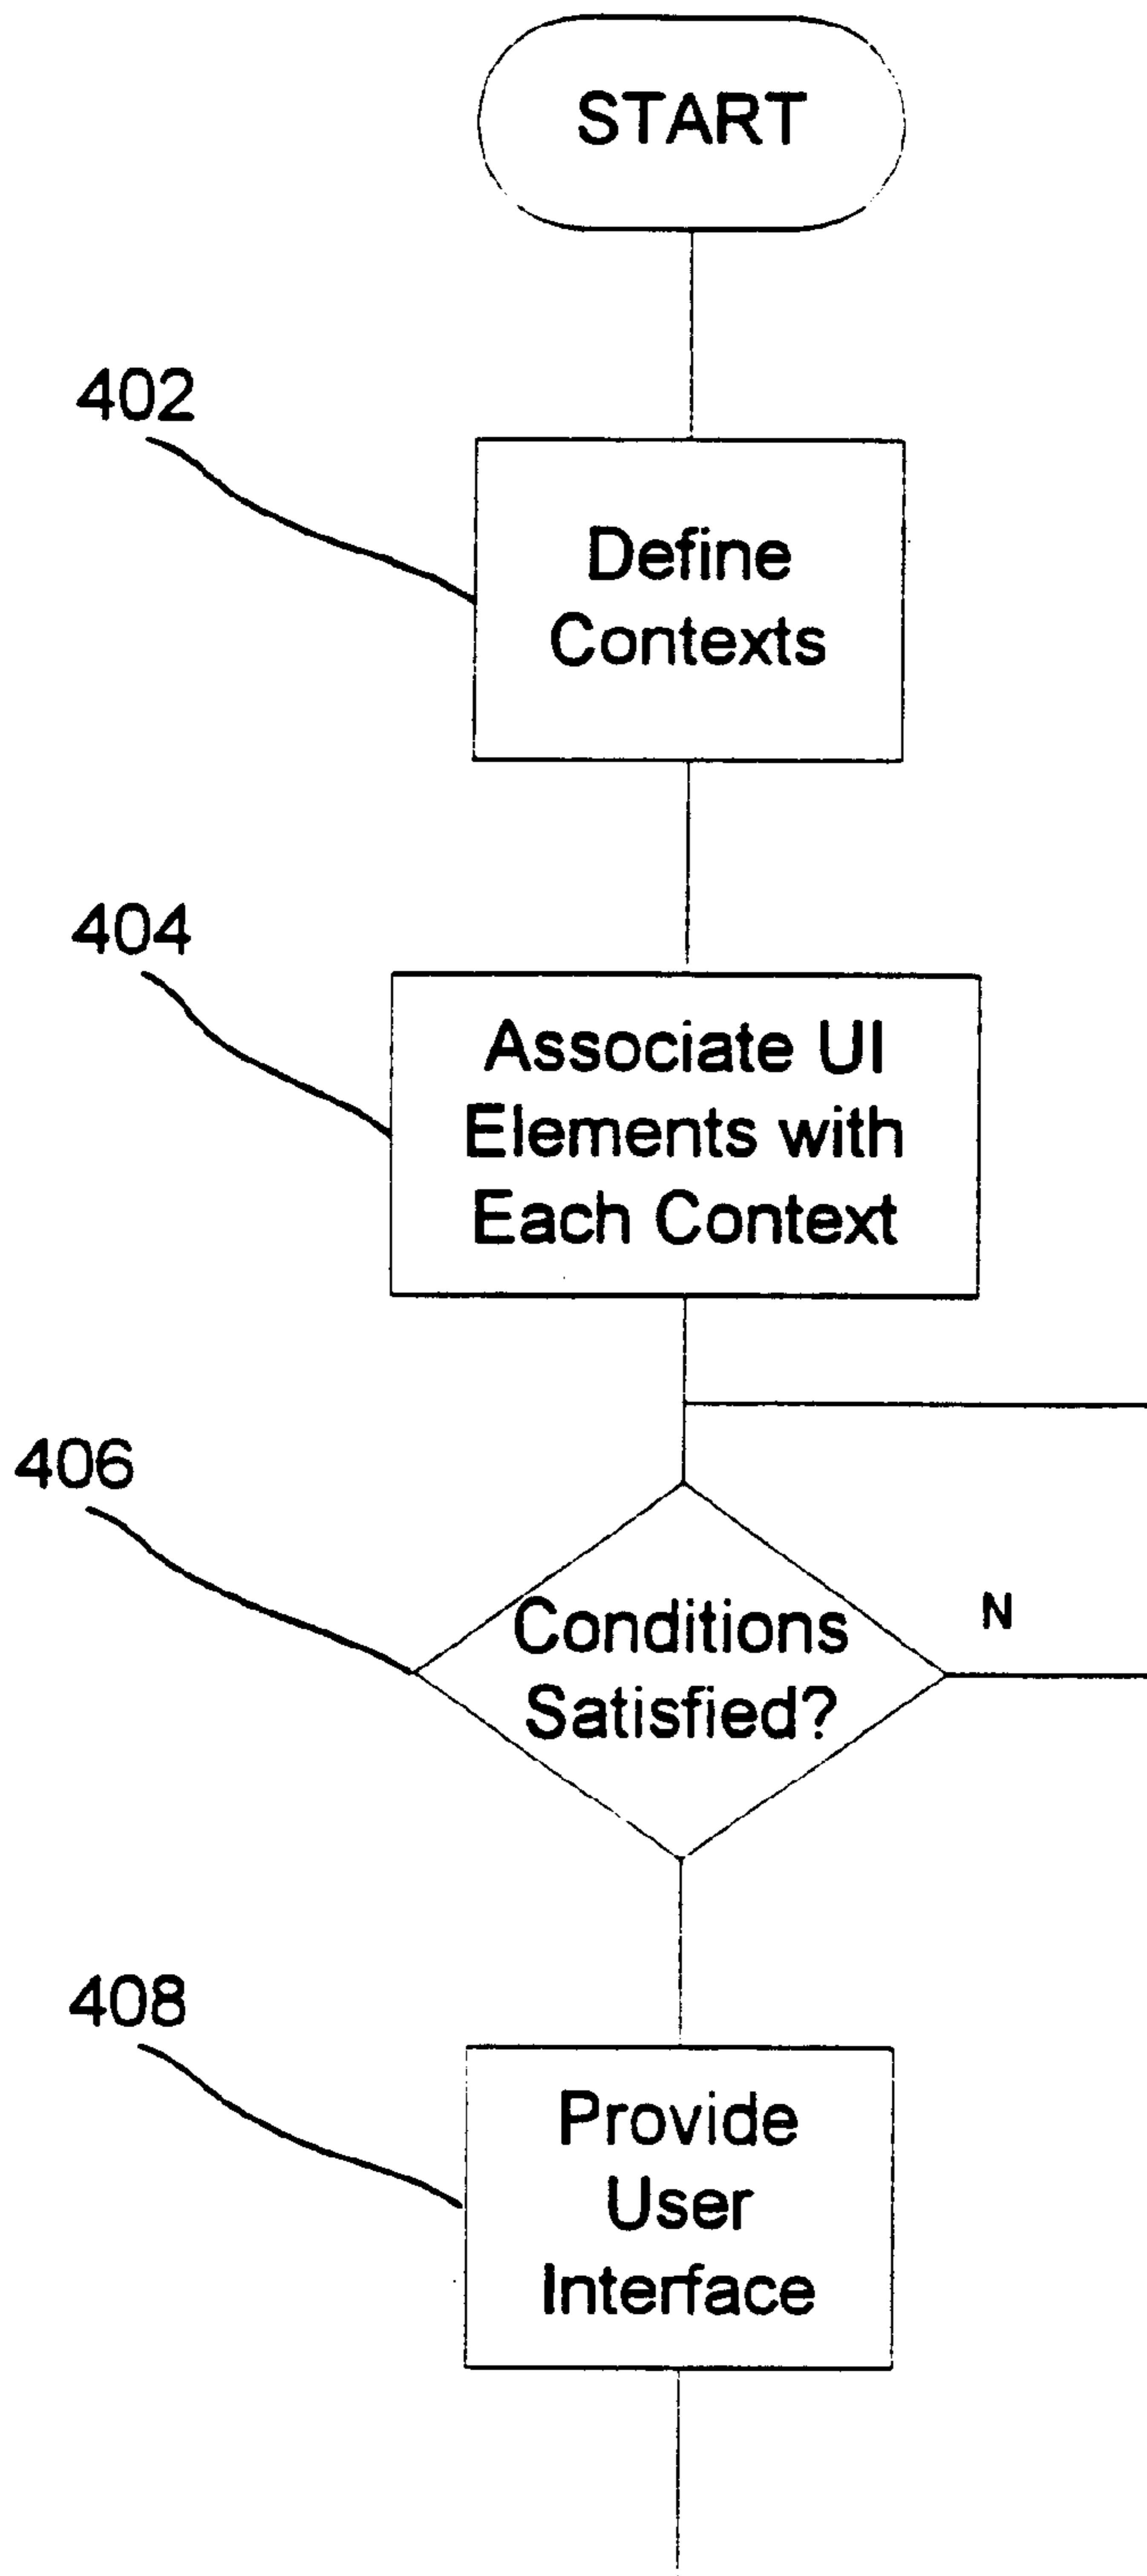 START
402
Define
Contexts
404
Associate UI
Elements with
Each Context
406
Conditions
Satisfied?
N
408
Provide
User
Interface